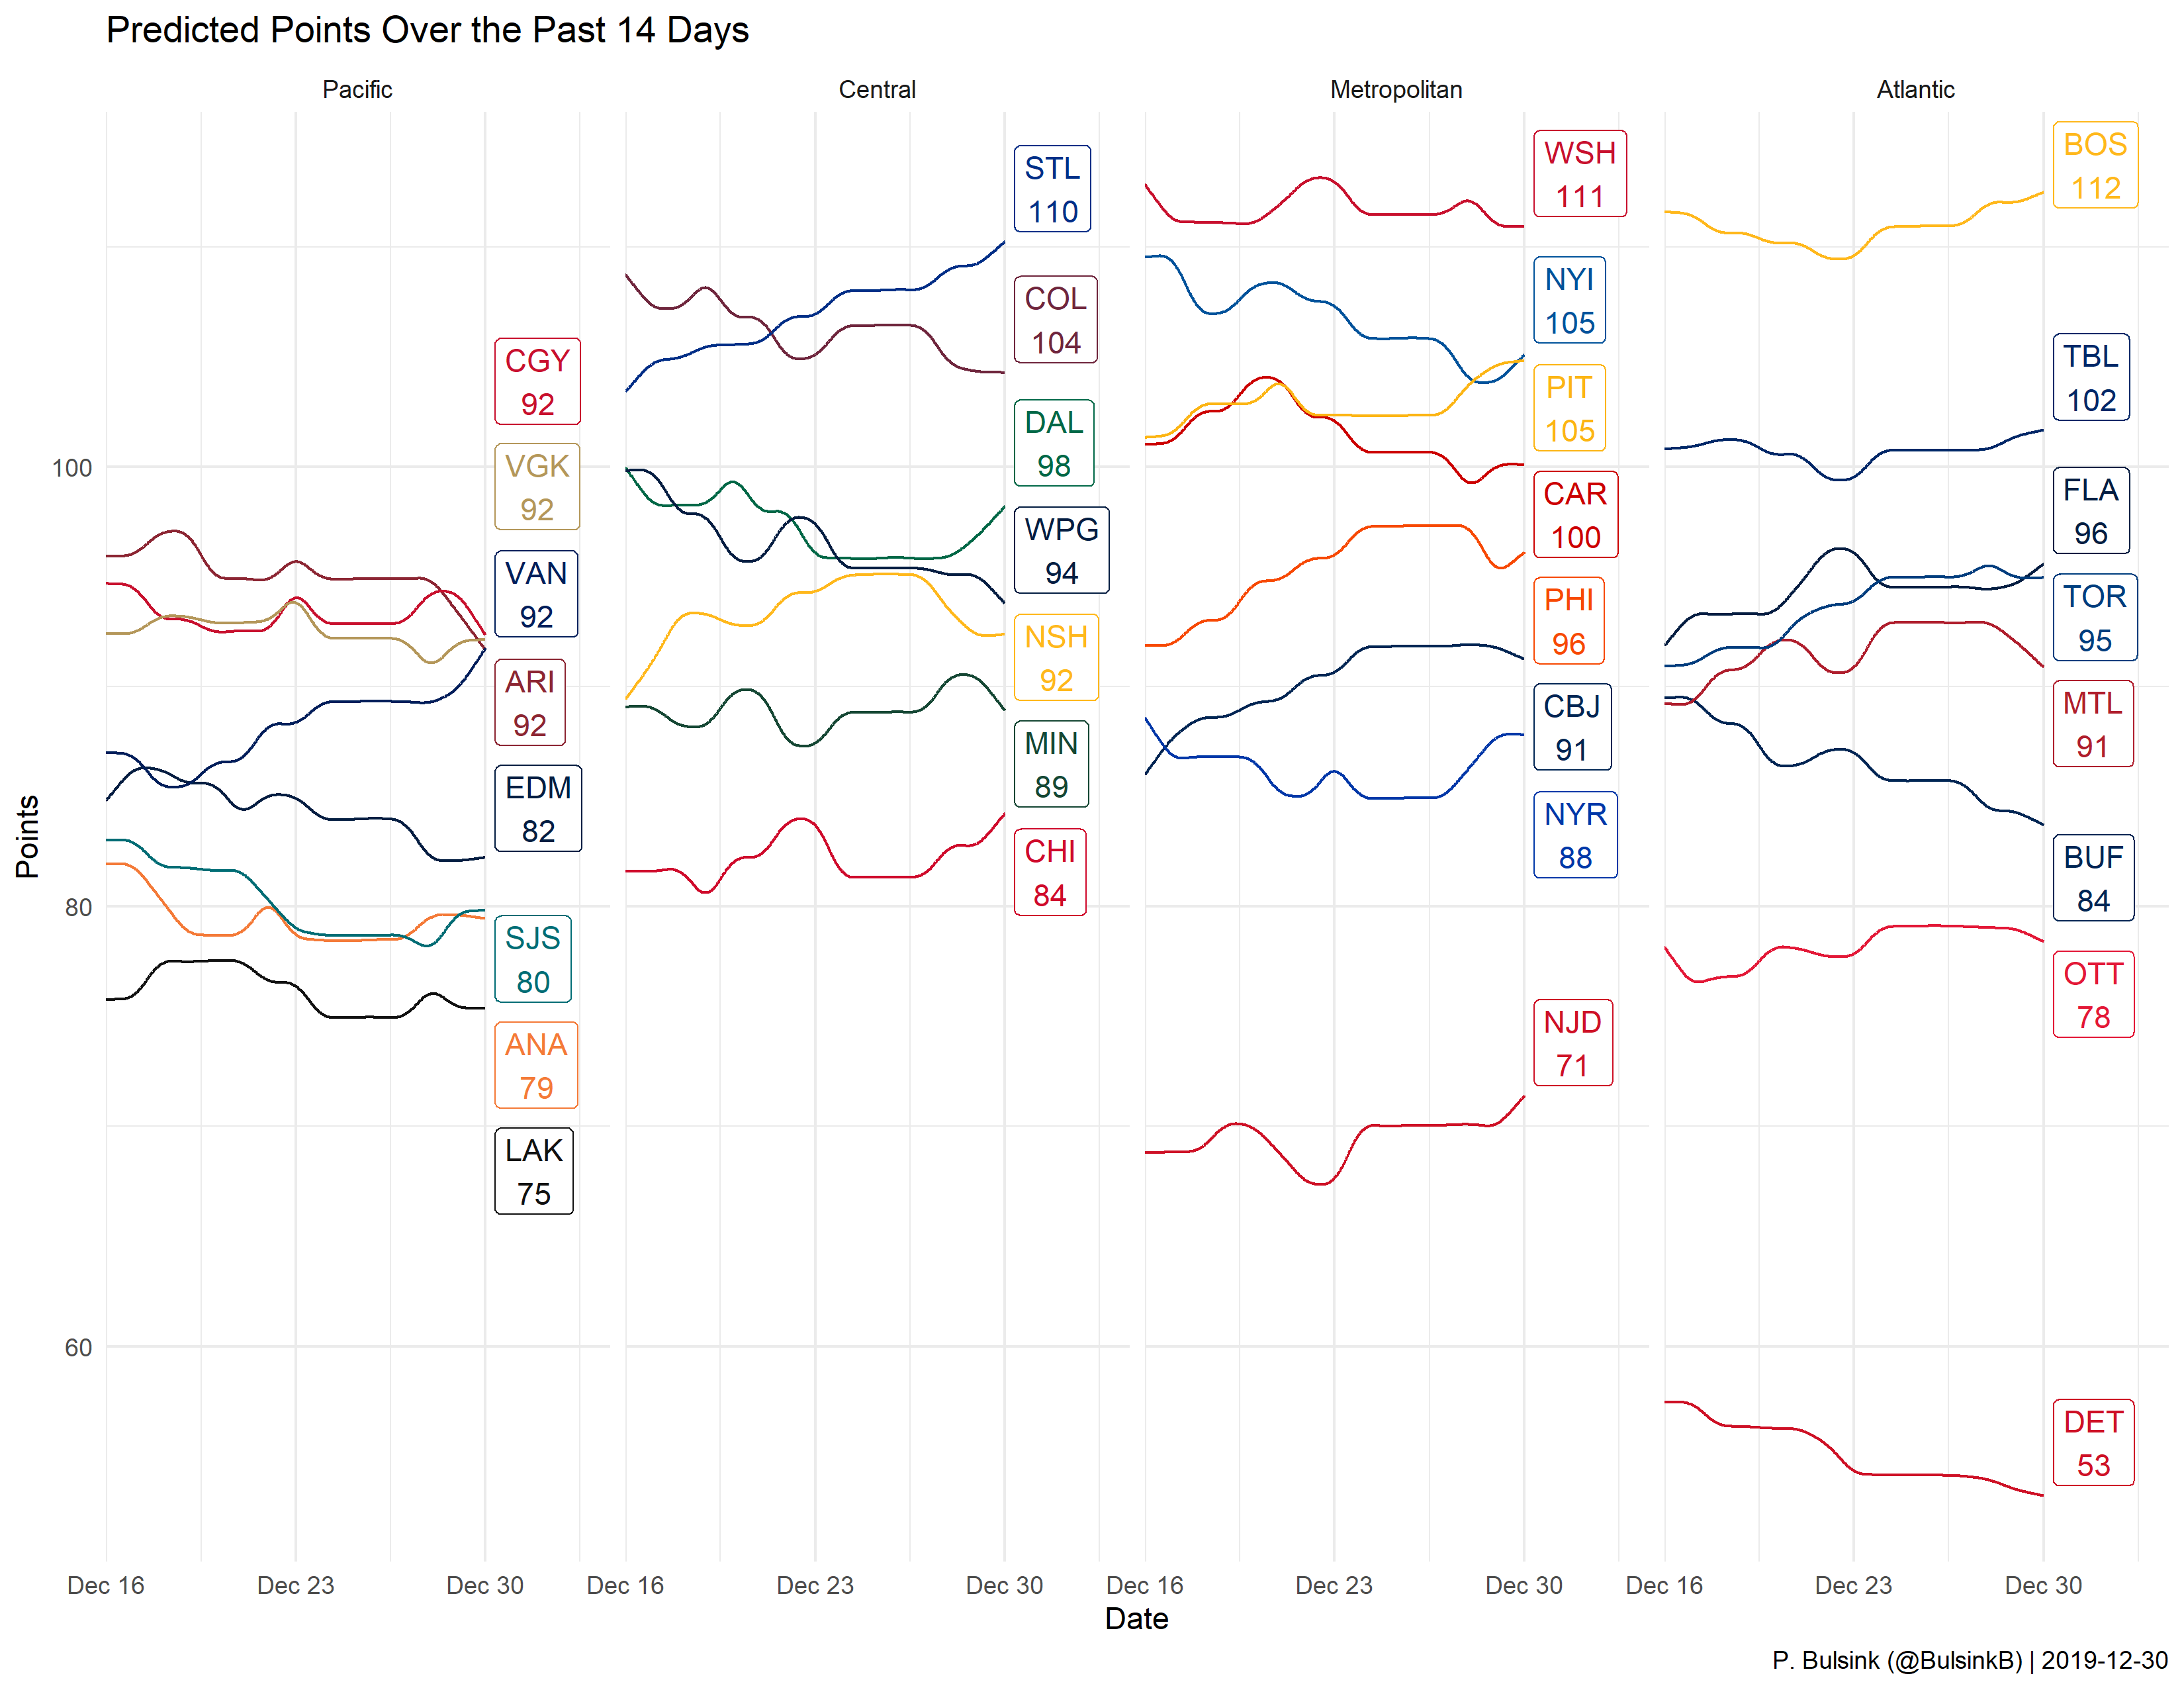 Predicted Points Over the Past 14 Days
Pacific
Central
Metropolitan
Atlantic
Points
100
80
60
CGY
92
VGK
92
VAN
92
ARI
92
EDM
82
SJS
80
ANA
79
LAK
75
STL
110
COL
104
DAL
98
WPG
94
NSH
92
MIN
89
CHI
84
WSH
111
NYI
105
PIT
105
CAR
100
PHI
96
CBJ
91
NYR
88
NJD
71
BOS
112
TBL
102
FLA
96
TOR
95
MTL
91
BUF
84
OTT
78
DET
53
Dec 16
Dec 23
Dec 30
Dec 16
Dec 23
Dec 30
Dec 16
Dec 23
Dec 30
Dec 16
Dec 23
Dec 30
Date
P. Bulsink (@BulsinkB) | 2019-12-30